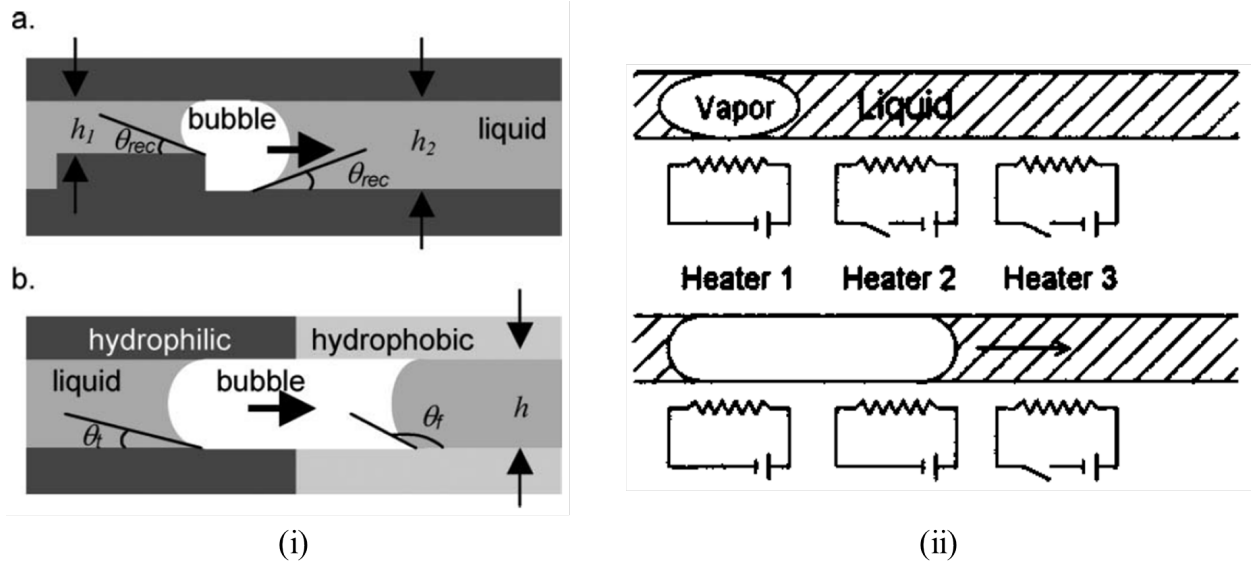 a.
h₁
θrec
bubble
θrec
h₂
liquid
b.
hydrophilic
hydrophobic
liquid
bubble
θt
θf
h
(i)
Vapor
Liquid
Heater 1
Heater 2
Heater 3
(ii)